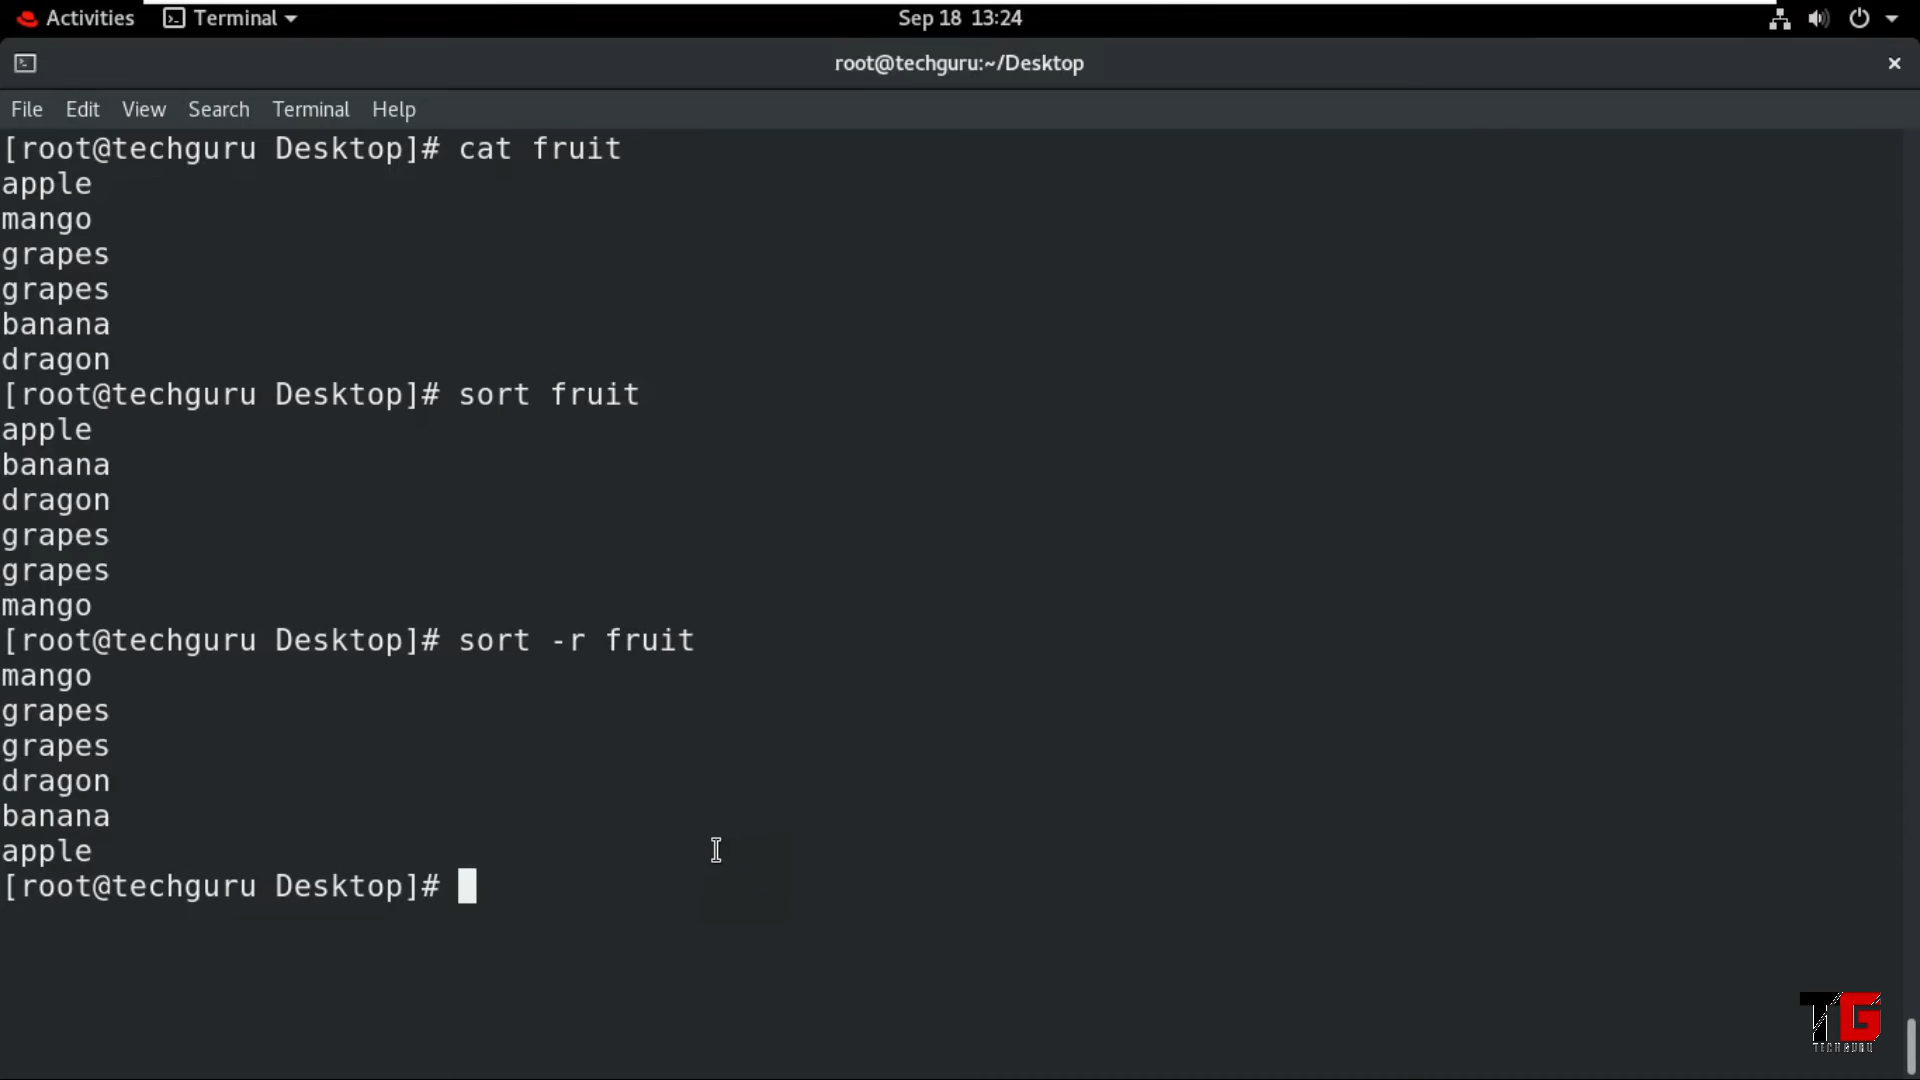 Activities Terminal Sep 18 13:24
root@techguru:~/Desktop
File Edit View Search Terminal Help
[root@techguru Desktop]# cat fruit
apple
mango
grapes
grapes
banana
dragon
[root@techguru Desktop]# sort fruit
apple
banana
dragon
grapes
grapes
mango
[root@techguru Desktop]# sort -r fruit
mango
grapes
grapes
dragon
banana
apple
[root@techguru Desktop]#
TG
TECHGURU